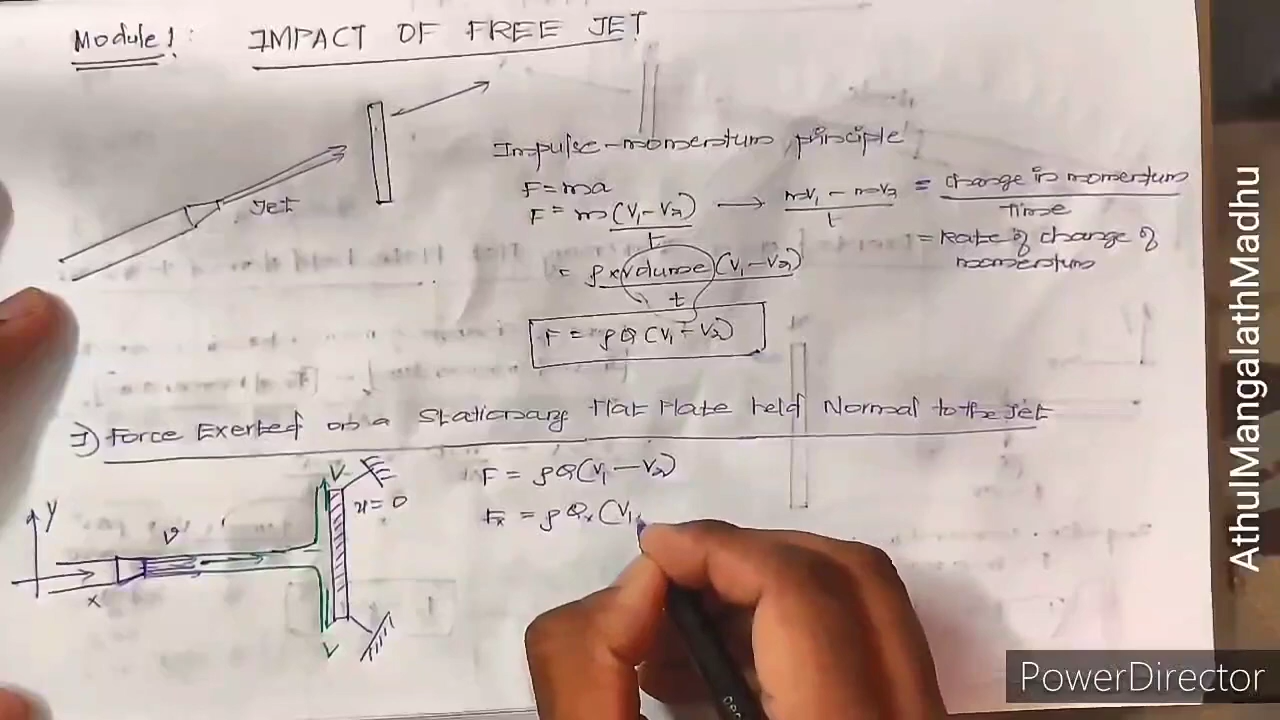 Module 1: IMPACT OF FREE JET
Jet
Impulse-momentum principle
F = ma
F = m(V₁-V₂)/t → mV₁ - mV₂/t = change in momentum/Time
= Rate of change of momentum
= ρ x volume/t (V₁-V₂)
F = ρQ(V₁-V₂)
I) Force Exerted on a Stationary Flat Plate held Normal to the Jet
F = ρQ(V₁-V₂)
Fx = ρQx(V₁x
y
x
V
V
u = 0
V
AthulMangalathMadhu
PowerDirector